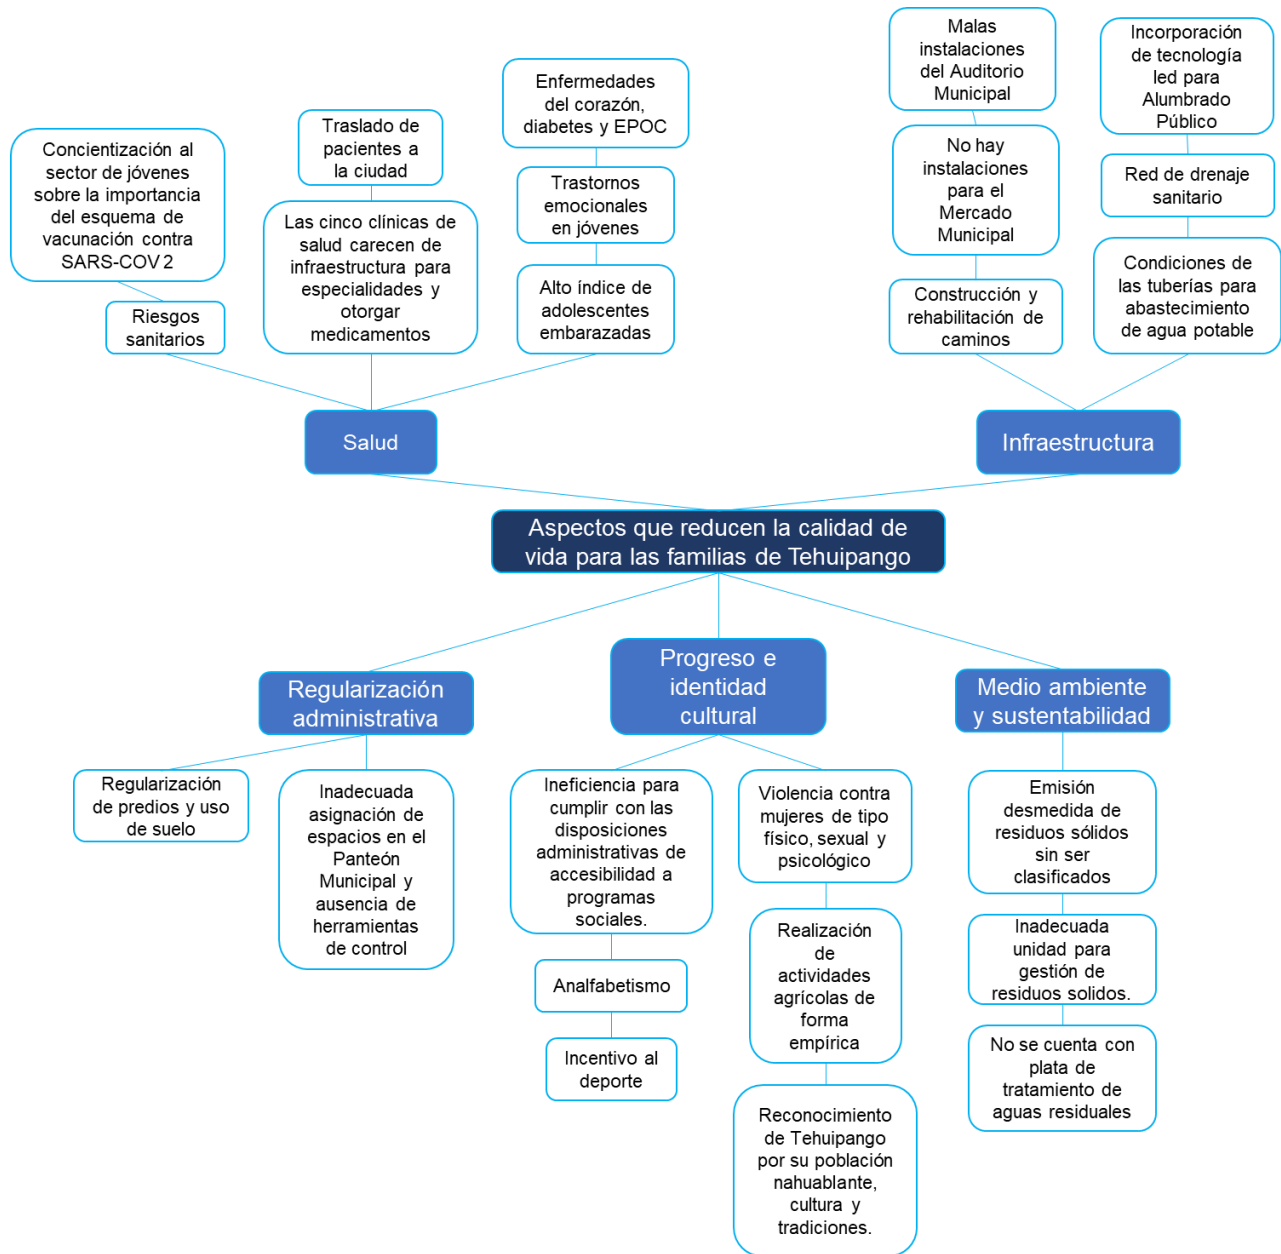 Malas
instalaciones
del Auditorio
Municipal
Incorporación
de tecnología
led para
Alumbrado
Público
Enfermedades
del corazón,
diabetes y EPOC
Traslado de
pacientes a
la ciudad
Concientización al
sector de jóvenes
sobre la importancia
del esquema de
vacunación contra
SARS-COV 2
No hay
instalaciones
para el
Mercado
Municipal
Red de drenaje
sanitario
Trastornos
emocionales
en jóvenes
Las cinco clínicas de
salud carecen de
infraestructura para
especialidades y
otorgar
medicamentos
Condiciones de
las tuberías para
abastecimiento
de agua potable
Alto índice de
adolescentes
embarazadas
Construcción y
rehabilitación de
caminos
Riesgos
sanitarios
Salud
Infraestructura
Aspectos que reducen la calidad de
vida para las familias de Tehuipango
Regularización
administrativa
Progreso e
identidad
cultural
Medio ambiente
y sustentabilidad
Regularización
de predios y uso
de suelo
Inadecuada
asignación de
espacios en el
Panteón
Municipal y
ausencia de
herramientas
de control
Ineficiencia para
cumplir con las
disposiciones
administrativas de
accesibilidad a
programas
sociales.
Analfabetismo
Incentivo al
deporte
Violencia contra
mujeres de tipo
físico, sexual y
psicológico
Realización
de
actividades
agrícolas de
forma
empírica
Reconocimiento
de Tehuipango
por su población
nahuablante,
cultura y
tradiciones.
Emisión
desmedida de
residuos sólidos
sin ser
clasificados
Inadecuada
unidad para
gestión de
residuos solidos.
No se cuenta con
plata de
tratamiento de
aguas residuales